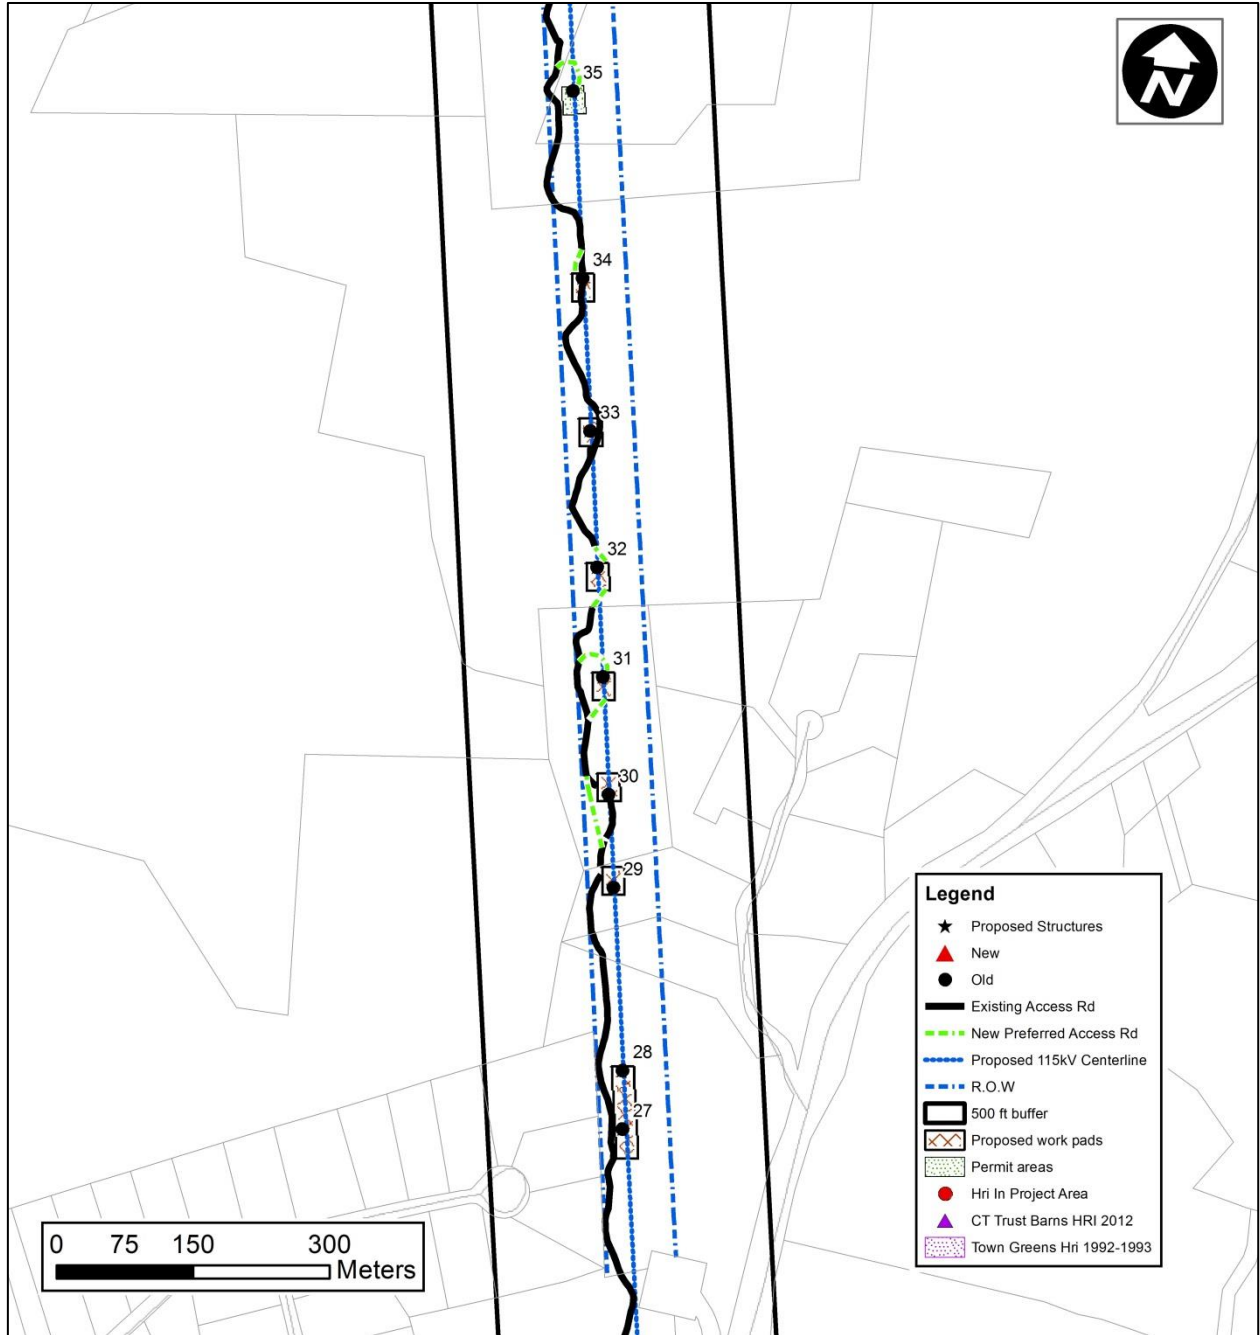 N
35
34
33
32
31
30
29
28
27
Legend
Proposed Structures
New
Old
Existing Access Rd
New Preferred Access Rd
Proposed 115kV Centerline
R.O.W
500 ft buffer
Proposed work pads
Permit areas
Hri In Project Area
CT Trust Barns HRI 2012
Town Greens Hri 1992-1993
0 75 150 300
Meters